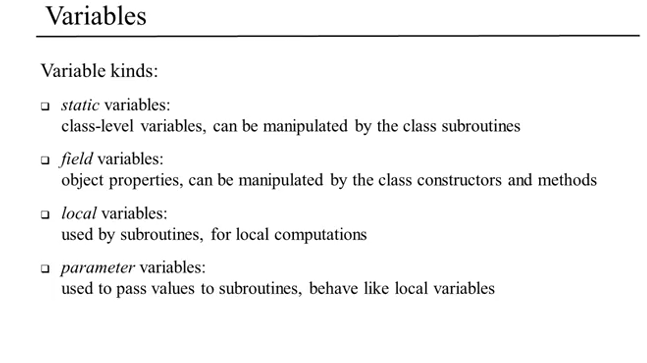 Variables
Variable kinds:
❑ static variables:
class-level variables, can be manipulated by the class subroutines
❑ field variables:
object properties, can be manipulated by the class constructors and methods
❑ local variables:
used by subroutines, for local computations
❑ parameter variables:
used to pass values to subroutines, behave like local variables